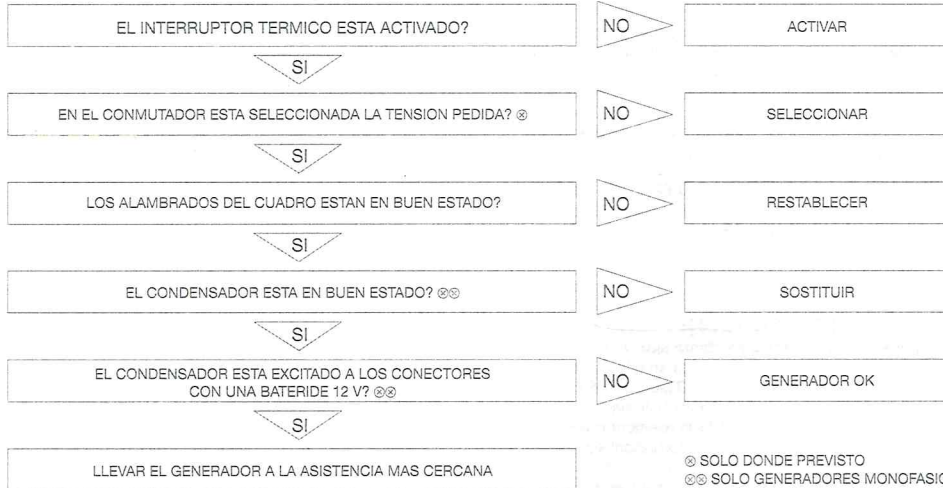 EL INTERRUPTOR TERMICO ESTA ACTIVADO?
NO
ACTIVAR
SI
EN EL CONMUTADOR ESTA SELECCIONADA LA TENSION PEDIDA? ⊗
NO
SELECCIONAR
SI
LOS ALAMBRADOS DEL CUADRO ESTAN EN BUEN ESTADO?
NO
RESTABLECER
SI
EL CONDENSADOR ESTA EN BUEN ESTADO? ⊗⊗
NO
SOSTITUIR
SI
EL CONDENSADOR ESTA EXCITADO A LOS CONECTORES
CON UNA BATERIDE 12 V? ⊗⊗
NO
GENERADOR OK
SI
LLEVAR EL GENERADOR A LA ASISTENCIA MAS CERCANA
⊗ SOLO DONDE PREVISTO
⊗⊗ SOLO GENERADORES MONOFASIC